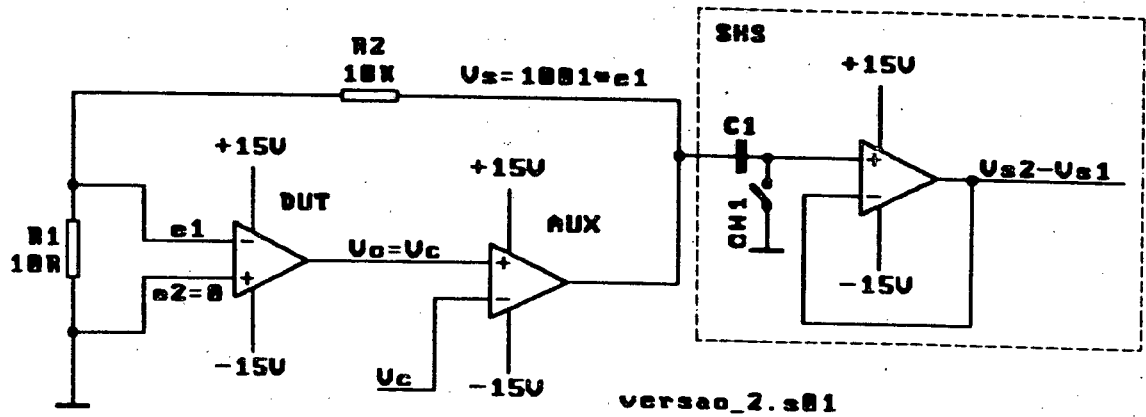 SHS
R2
10K
Vs=1001*e1
+15V
C1
+15V
+15V
DUT
AUX
Vs2-Vs1
e1
R1
10R
Vo=Vc
CH1
e2=0
-15V
-15V
Vc
-15V
versao_2.s01